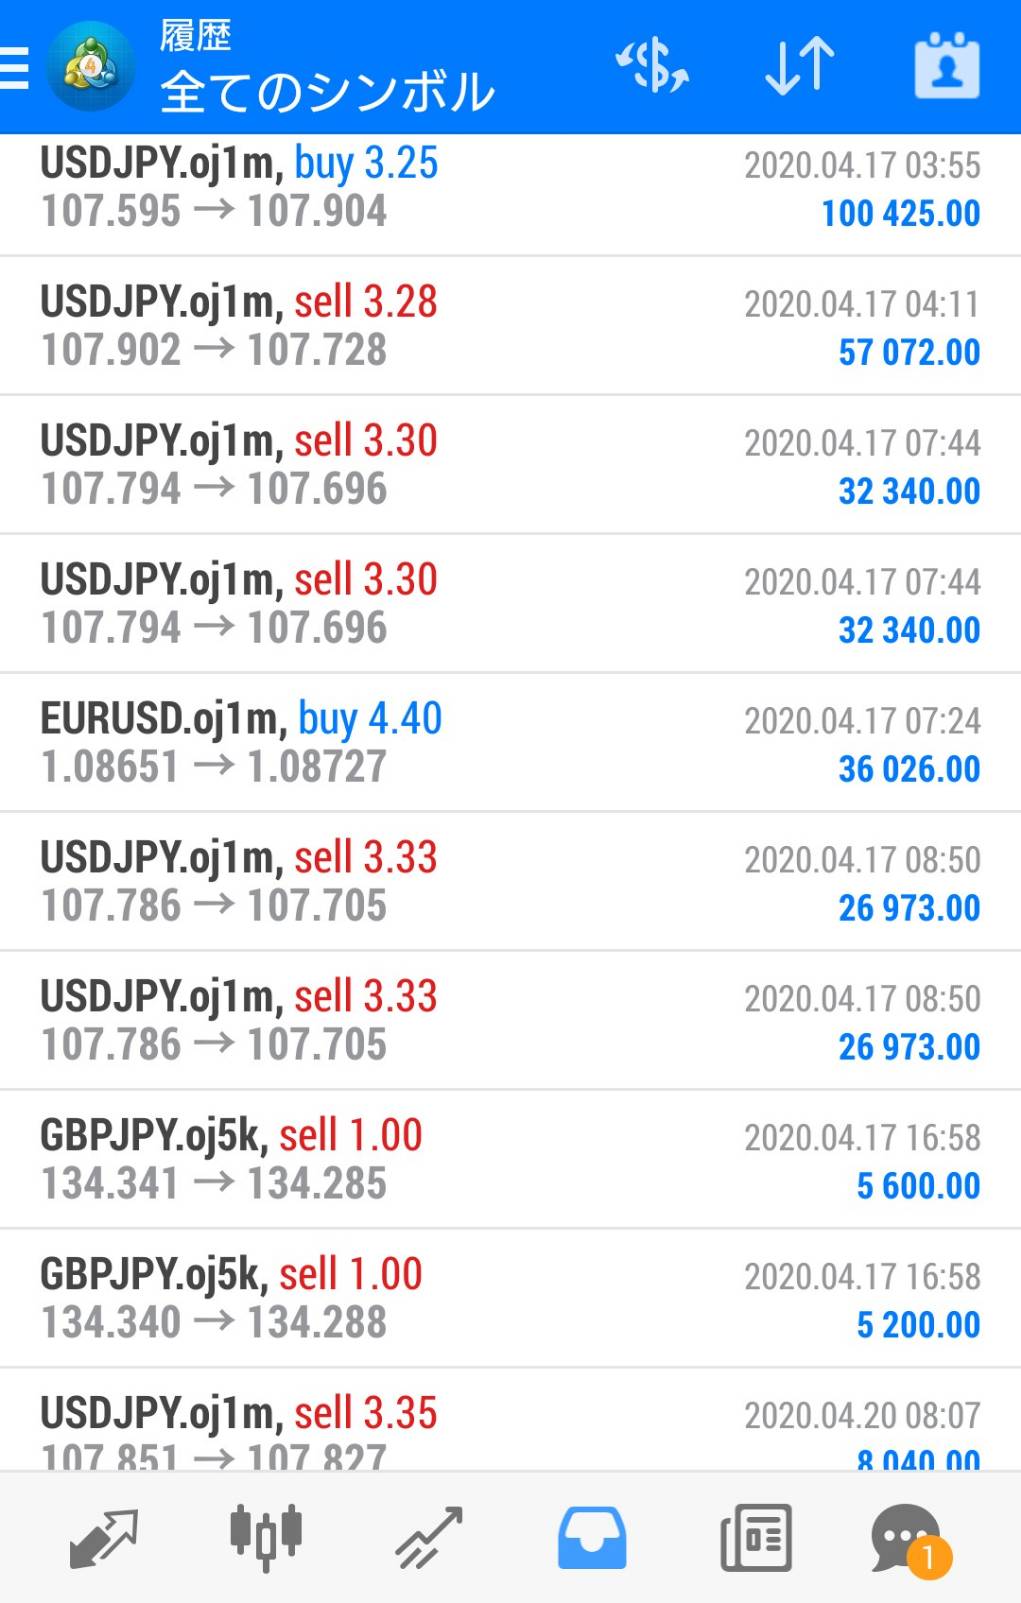 履歴
全てのシンボル
USDJPY.oj1m, buy 3.25 2020.04.17 03:55
107.595 → 107.904 100 425.00
USDJPY.oj1m, sell 3.28 2020.04.17 04:11
107.902 → 107.728 57 072.00
USDJPY.oj1m, sell 3.30 2020.04.17 07:44
107.794 → 107.696 32 340.00
USDJPY.oj1m, sell 3.30 2020.04.17 07:44
107.794 → 107.696 32 340.00
EURUSD.oj1m, buy 4.40 2020.04.17 07:24
1.08651 → 1.08727 36 026.00
USDJPY.oj1m, sell 3.33 2020.04.17 08:50
107.786 → 107.705 26 973.00
USDJPY.oj1m, sell 3.33 2020.04.17 08:50
107.786 → 107.705 26 973.00
GBPJPY.oj5k, sell 1.00 2020.04.17 16:58
134.341 → 134.285 5 600.00
GBPJPY.oj5k, sell 1.00 2020.04.17 16:58
134.340 → 134.288 5 200.00
USDJPY.oj1m, sell 3.35 2020.04.20 08:07
107.851 → 107.827 8 040.00
1